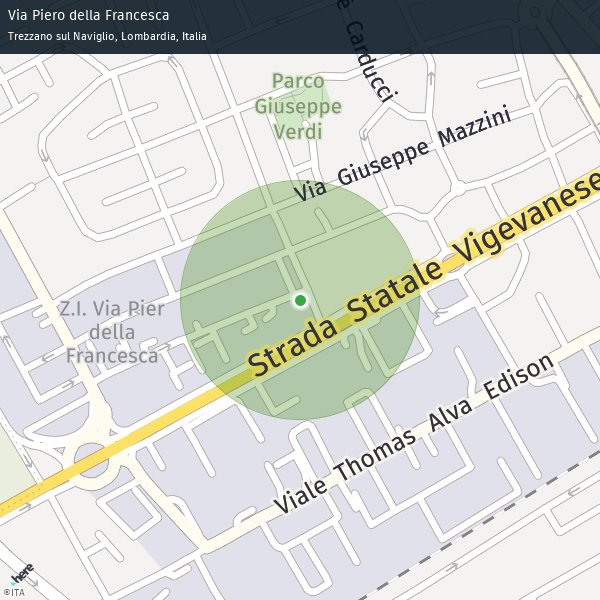 Via Piero della Francesca
Trezzano sul Naviglio, Lombardia, Italia
é Carducci
Parco
Giuseppe
Verdi
Via Giuseppe Mazzini
Strada Statale Vigevanese
Z.I. Via Pier
della
Francesca
Viale Thomas Alva Edison
here
©ITA